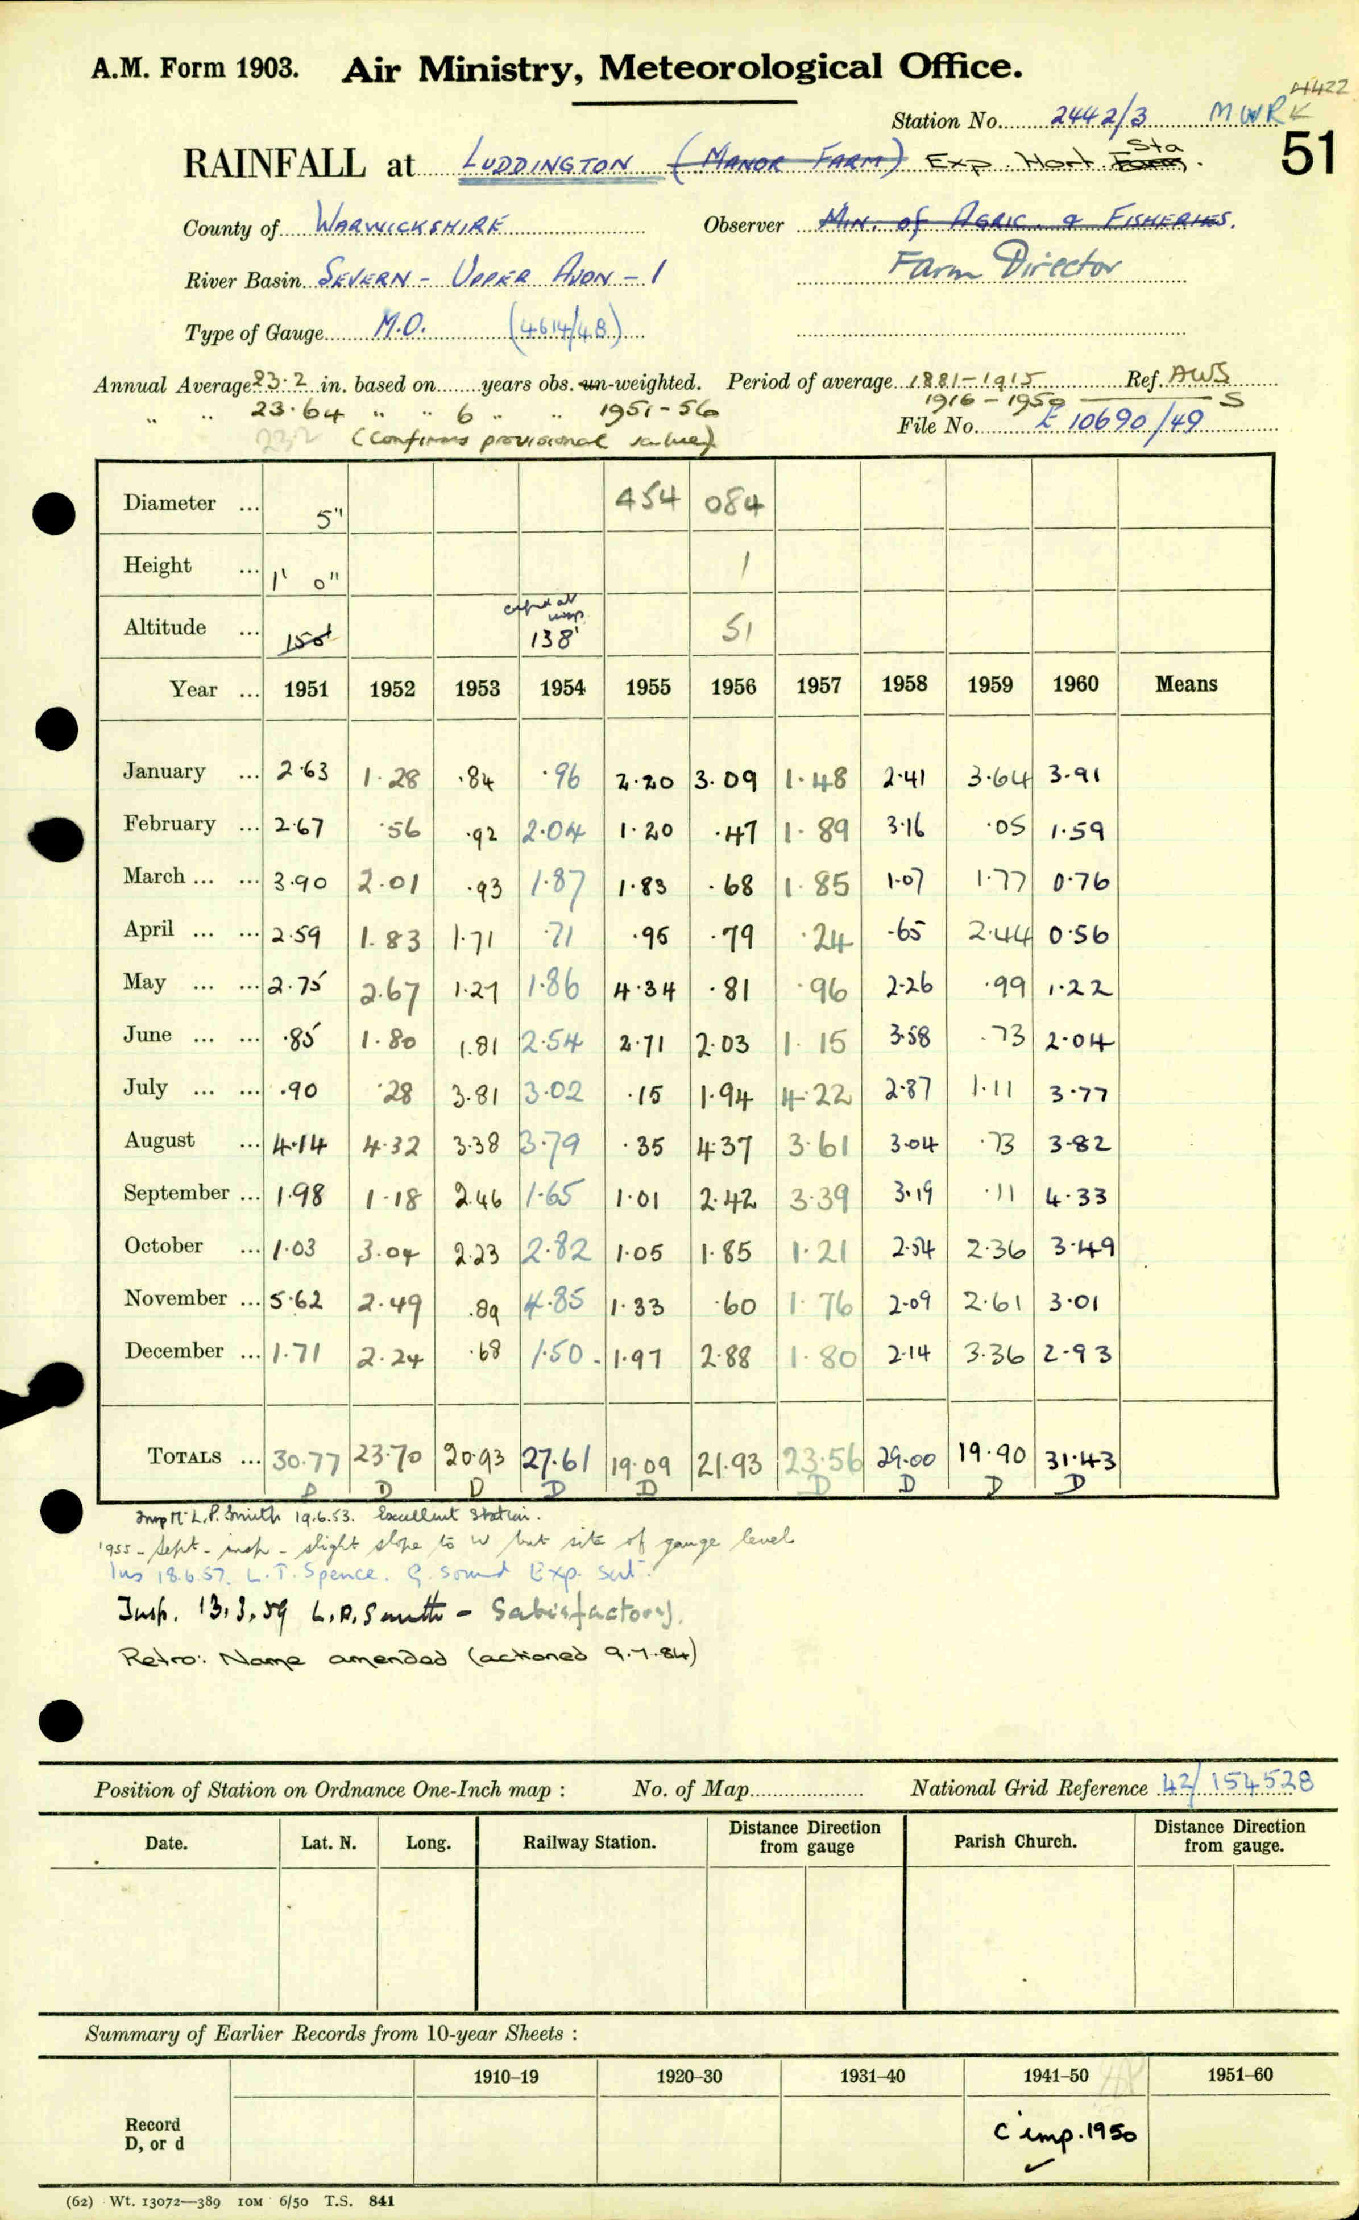 A.M. Form 1903. Air Ministry, Meteorological Office.
4422
Station No. 2442/3 MWRK
RAINFALL at LUDDINGTON (MANOR FARM) Exp. Hort. Farm Sta. 51
County of WARWICKSHIRE Observer MIN. of AGRIC. & FISHERIES.
River Basin SEVERN - UPPER AVON - 1 Farm Director
Type of Gauge M.O. (4614/48)
Annual Average 23.2 in. based on years obs. un-weighted. Period of average 1881-1915 Ref. AWS
" " 23.64 " " 6 " " 1951-56 1916-1950 S
232 (Confirms provisional value) File No. E 10690/49
Diameter ... 5" 454 084
Height ... 1' 0" 1
Altitude ... 150' 138' 51
Year ... 1951 1952 1953 1954 1955 1956 1957 1958 1959 1960 Means
January ... 2.63 1.28 .84 .96 2.20 3.09 1.48 2.41 3.64 3.91
February ... 2.67 .56 .92 2.04 1.20 .47 1.89 3.16 .05 1.59
March ... ... 3.90 2.01 .93 1.87 1.83 .68 1.85 1.07 1.77 0.76
April ... ... 2.59 1.83 1.71 .71 .95 .79 .24 .65 2.44 0.56
May ... ... 2.75 2.67 1.27 1.86 4.34 .81 .96 2.26 .99 1.22
June ... ... .85 1.80 1.81 2.54 2.71 2.03 1.15 3.58 .73 2.04
July ... ... .90 .28 3.81 3.02 .15 1.94 4.22 2.87 1.11 3.77
August ... 4.14 4.32 3.38 3.79 .35 4.37 3.61 3.04 .73 3.82
September ... 1.98 1.18 2.46 1.65 1.01 2.42 3.39 3.19 .11 4.33
October ... 1.03 3.04 2.23 2.82 1.05 1.85 1.21 2.54 2.36 3.49
November ... 5.62 2.49 .89 4.85 1.33 .60 1.76 2.09 2.61 3.01
December ... 1.71 2.24 .68 1.50 1.97 2.88 1.80 2.14 3.36 2.93
TOTALS ... 30.77 23.70 20.93 27.61 19.09 21.93 23.56 29.00 19.90 31.43
D D D D D D D D D
Insp Mr L.P. Smith 19.6.53. Excellent Station.
1955 - Sept - insp - slight slope to W but site of gauge level
Ins 18.6.57. L.T. Spence. G. sound Exp. sat.
Insp. 13.3.59 L.P. Smith - Satisfactory.
Retro: Name amended (actioned 9.7.84)
Position of Station on Ordnance One-Inch map : No. of Map National Grid Reference 42/154528
Date. Lat. N. Long. Railway Station. Distance Direction from gauge Parish Church. Distance Direction from gauge.
Summary of Earlier Records from 10-year Sheets :
1910-19 1920-30 1931-40 1941-50 1951-60
Record
D, or d C imp. 1950
(62) Wt. 13072—389 10M 6/50 T.S. 841